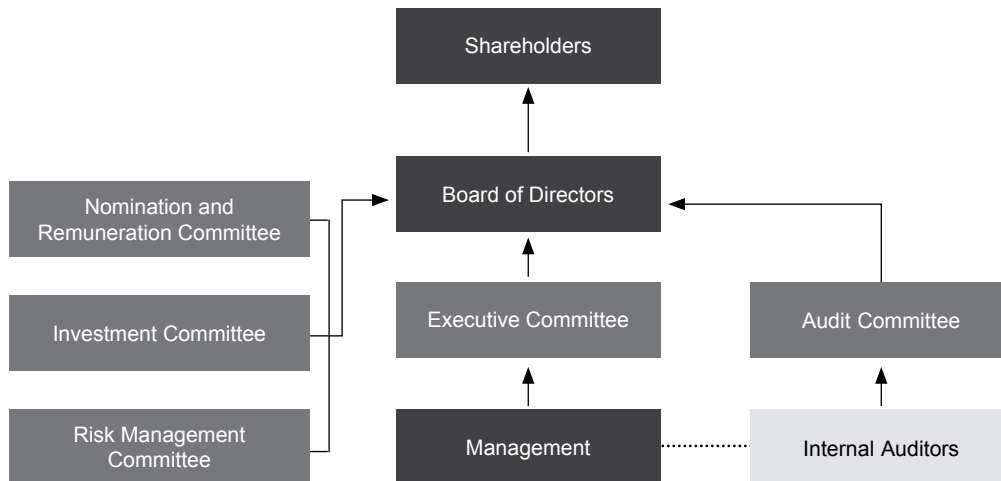 Shareholders
Board of Directors
Nomination and
Remuneration Committee
Investment Committee
Executive Committee
Audit Committee
Risk Management
Committee
Management
Internal Auditors